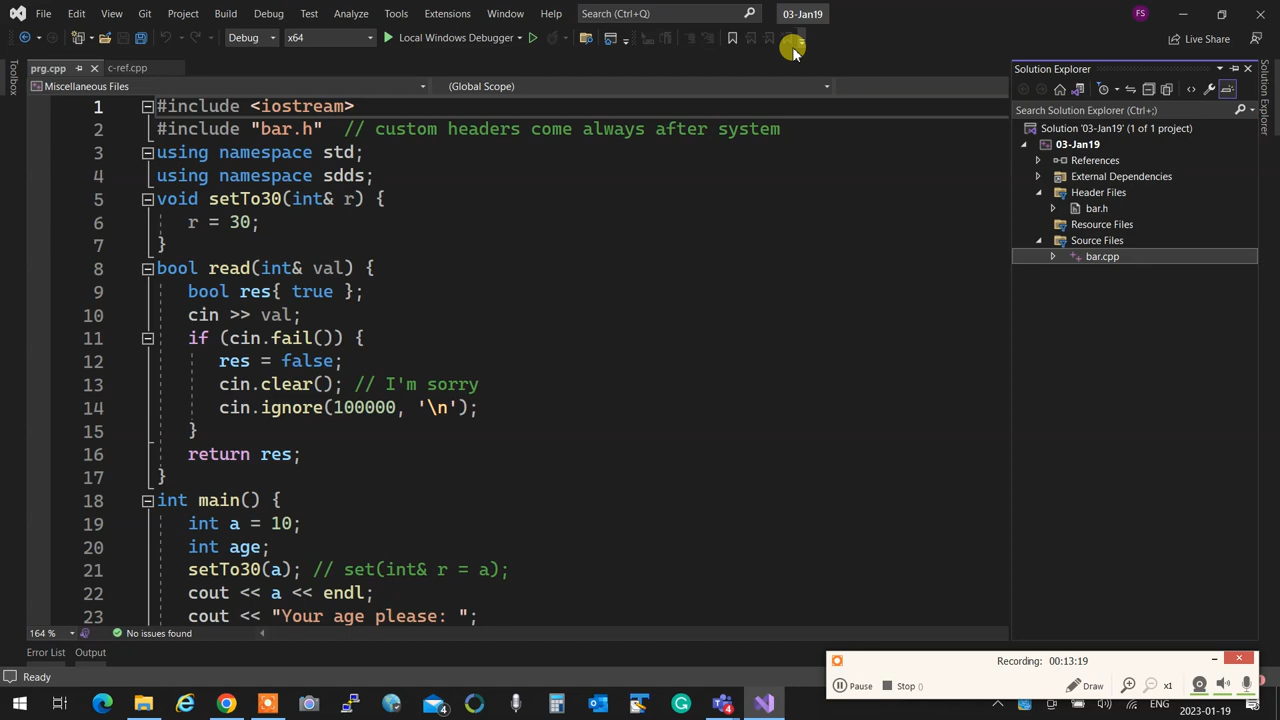 File Edit View Git Project Build Debug Test Analyze Tools Extensions Window Help Search (Ctrl+Q) 03-Jan19 FS
Debug x64 Local Windows Debugger Live Share
prg.cpp c-ref.cpp
Miscellaneous Files (Global Scope)
1 #include <iostream>
2 #include "bar.h" // custom headers come always after system
3 using namespace std;
4 using namespace sdds;
5 void setTo30(int& r) {
6 r = 30;
7 }
8 bool read(int& val) {
9 bool res{ true };
10 cin >> val;
11 if (cin.fail()) {
12 res = false;
13 cin.clear(); // I'm sorry
14 cin.ignore(100000, '\n');
15 }
16 return res;
17 }
18 int main() {
19 int a = 10;
20 int age;
21 setTo30(a); // set(int& r = a);
22 cout << a << endl;
23 cout << "Your age please: ";
164 % No issues found
Error List Output
Ready
Toolbox
Solution Explorer
Search Solution Explorer (Ctrl+;)
Solution '03-Jan19' (1 of 1 project)
03-Jan19
References
External Dependencies
Header Files
bar.h
Resource Files
Source Files
bar.cpp
Solution Explorer
Team Explorer
Recording: 00:13:19
Pause Stop () Draw x1
4
ENG
2023-01-19